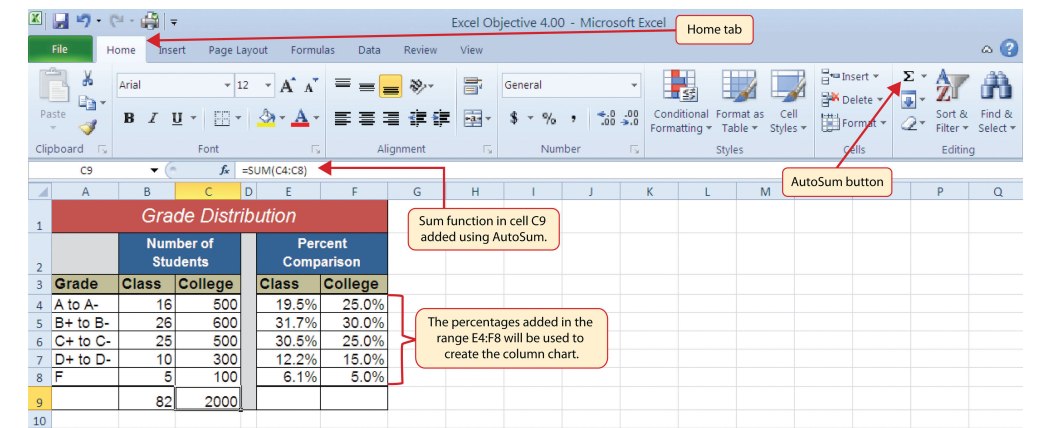 Excel Objective 4.00 - Microsoft Excel
Home tab
File Home Insert Page Layout Formulas Data Review View
Arial 12 A A General Insert Σ
Paste Conditional Format as Cell Delete Sort & Find &
B I U A $ % , .0 .00 .00 .0 Formatting Table Styles Format Filter Select
Clipboard Font Alignment Number Styles Cells Editing
C9 fx =SUM(C4:C8)
AutoSum button
A B C D E F G H I J K L M P Q
1 Grade Distribution
Sum function in cell C9
added using AutoSum.
Number of Percent
2 Students Comparison
3 Grade Class College Class College
4 A to A- 16 500 19.5% 25.0%
5 B+ to B- 26 600 31.7% 30.0%
6 C+ to C- 25 500 30.5% 25.0%
7 D+ to D- 10 300 12.2% 15.0%
8 F 5 100 6.1% 5.0%
The percentages added in the
range E4:F8 will be used to
create the column chart.
9 82 2000
10